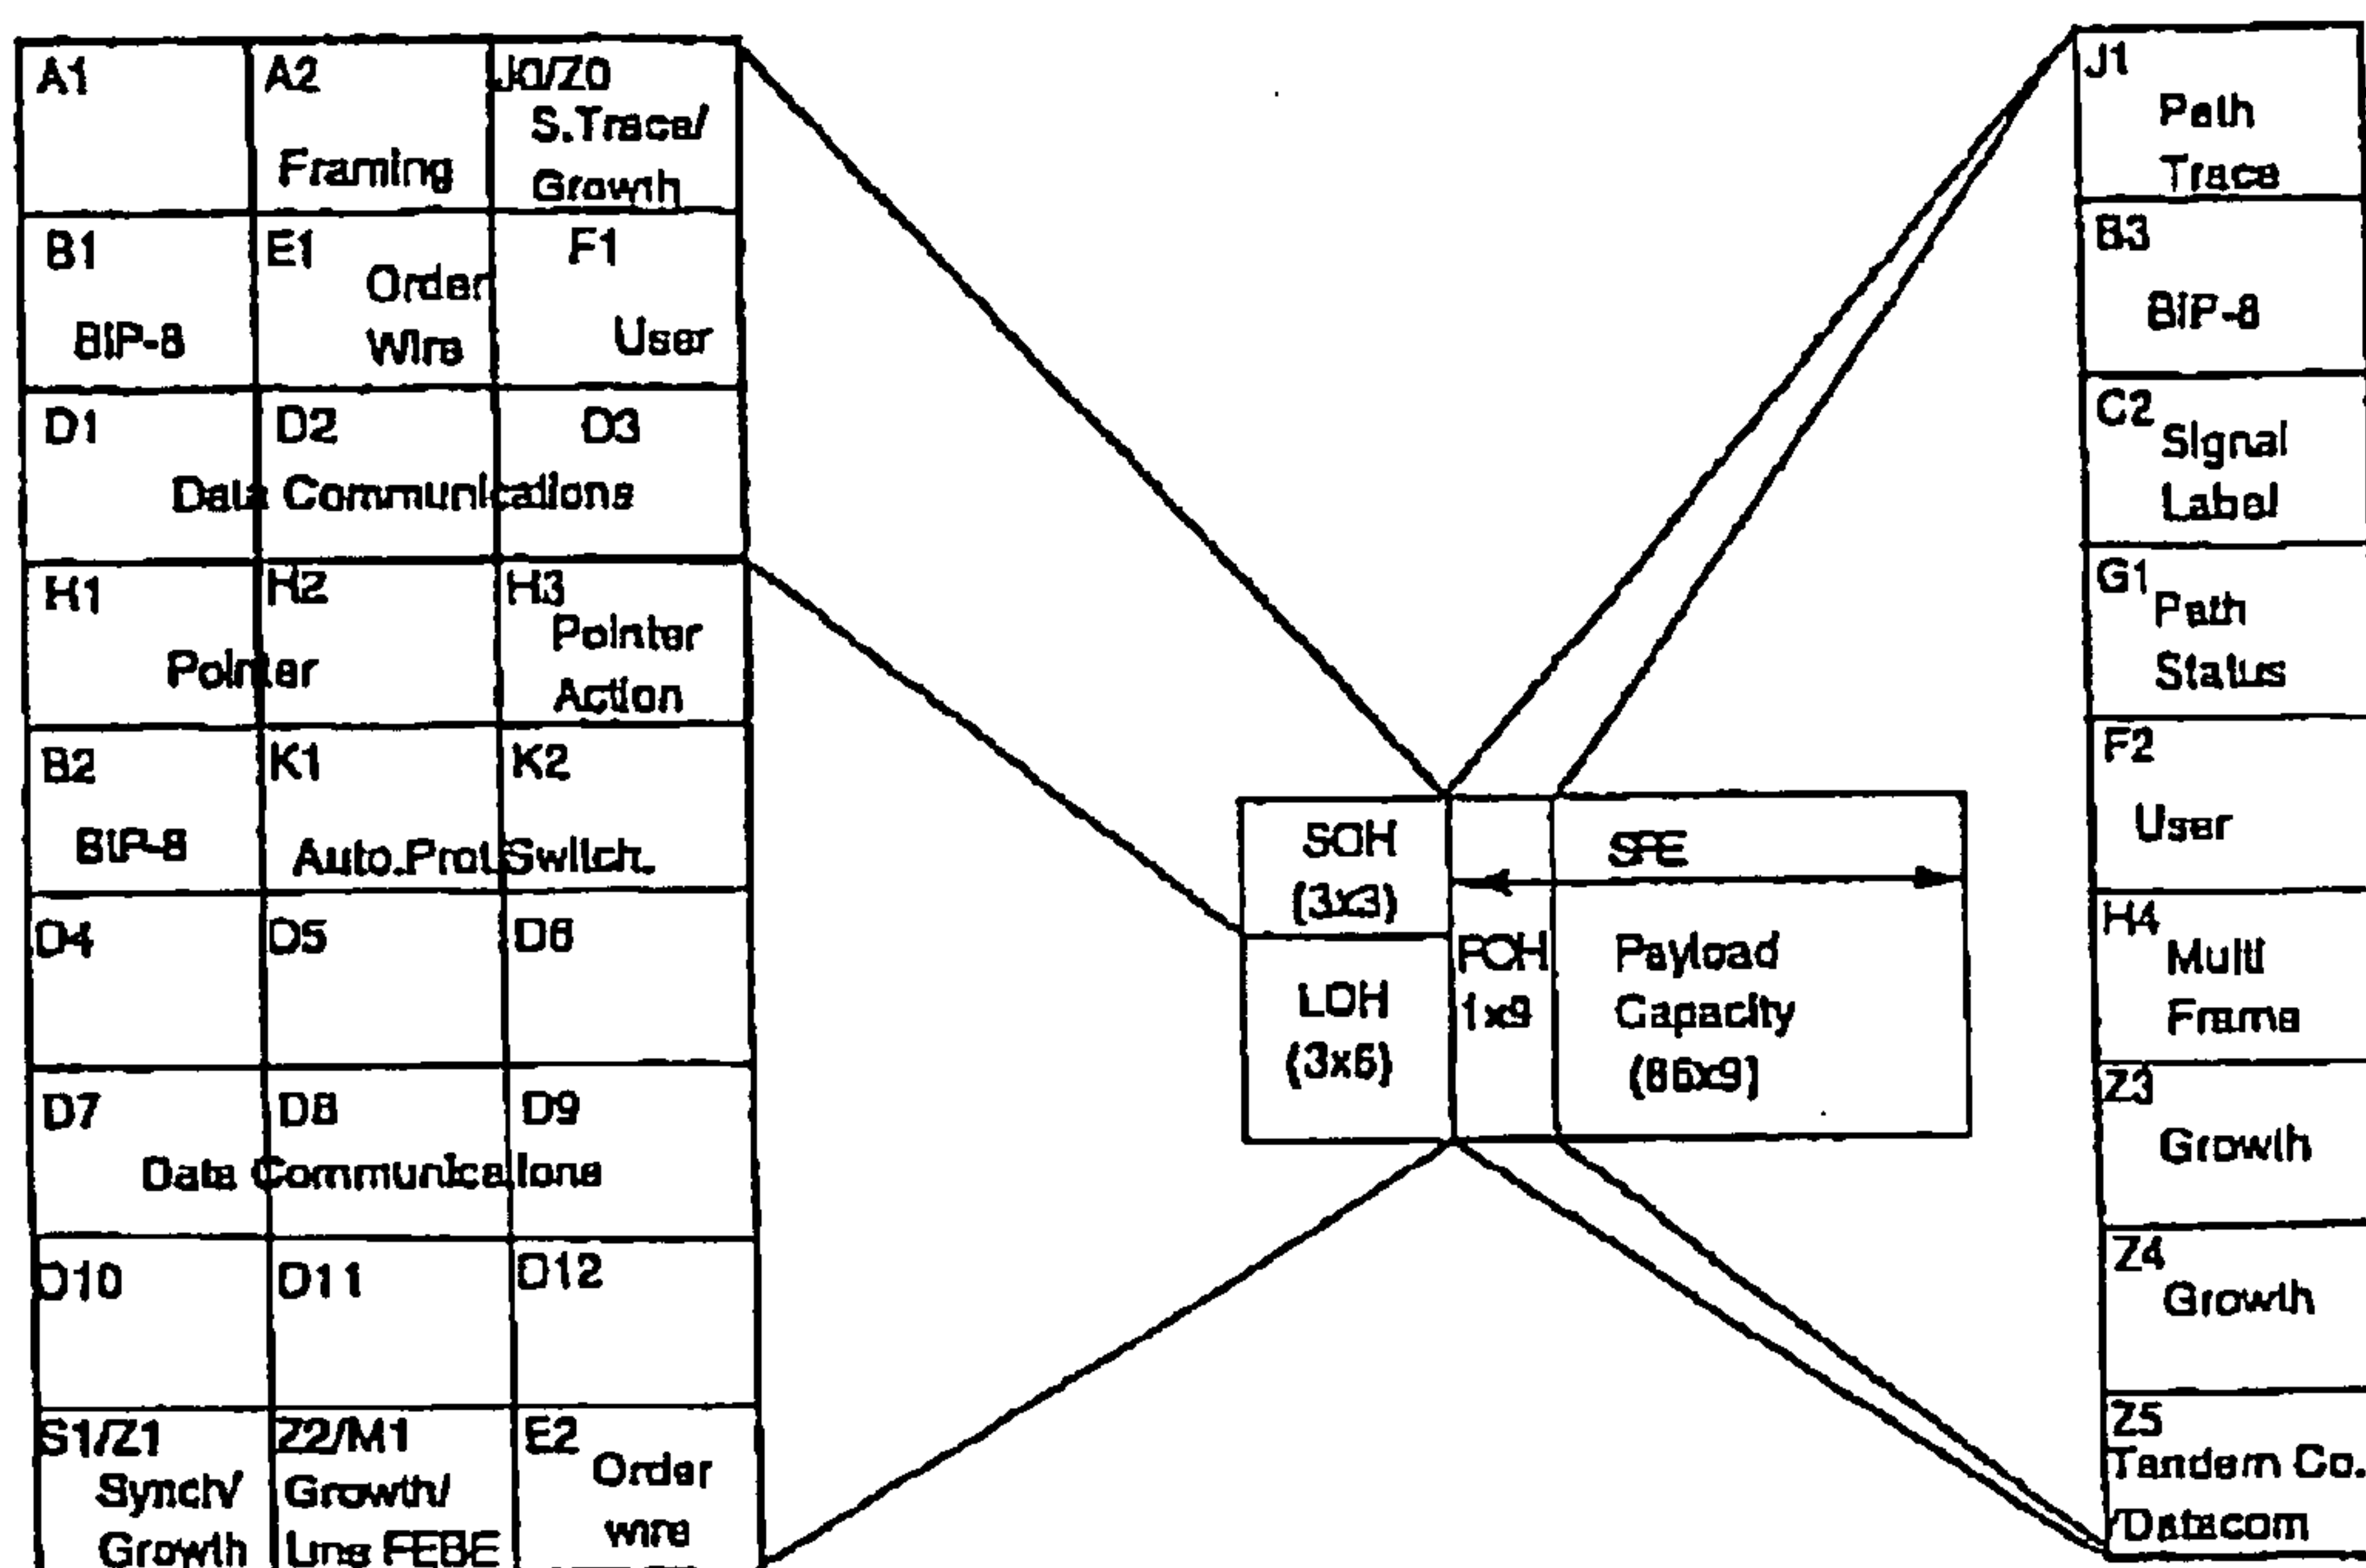 A1
A2
Framing
J0/Z0
S.Trace/
Growth
B1
BIP-8
E1
Order
Wire
F1
User
D1
D2
D3
Data Communications
H1
H2
Pointer
H3
Pointer
Action
B2
BIP-8
K1
K2
Auto.Prot.Switch.
D4
D5
D6
D7
D8
D9
Data Communications
D10
D11
D12
S1/Z1
Synch/
Growth
Z2/M1
Growth/
Line FEBE
E2
Order
wire
SOH
(3x3)
LOH
(3x6)
SPE
POH
1x9
Payload
Capacity
(86x9)
J1
Path
Trace
B3
BIP-8
C2
Signal
Label
G1
Path
Status
F2
User
H4
Multi
Frame
Z3
Growth
Z4
Growth
Z5
Tandem Co.
/Datacom